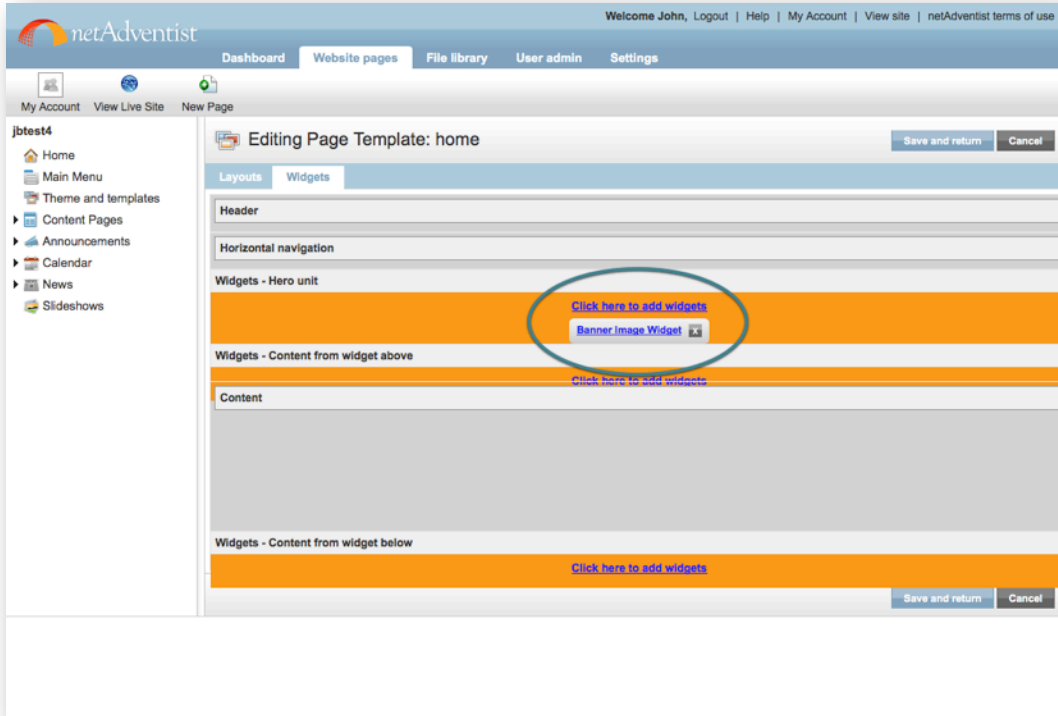 Welcome John, Logout | Help | My Account | View site | netAdventist terms of use
netAdventist
Dashboard Website pages File library User admin Settings
My Account View Live Site New Page
jbtest4
Home
Main Menu
Theme and templates
Content Pages
Announcements
Calendar
News
Slideshows
Editing Page Template: home
Save and return Cancel
Layouts Widgets
Header
Horizontal navigation
Widgets - Hero unit
Click here to add widgets
Banner Image Widget x
Widgets - Content from widget above
Click here to add widgets
Content
Widgets - Content from widget below
Click here to add widgets
Save and return Cancel